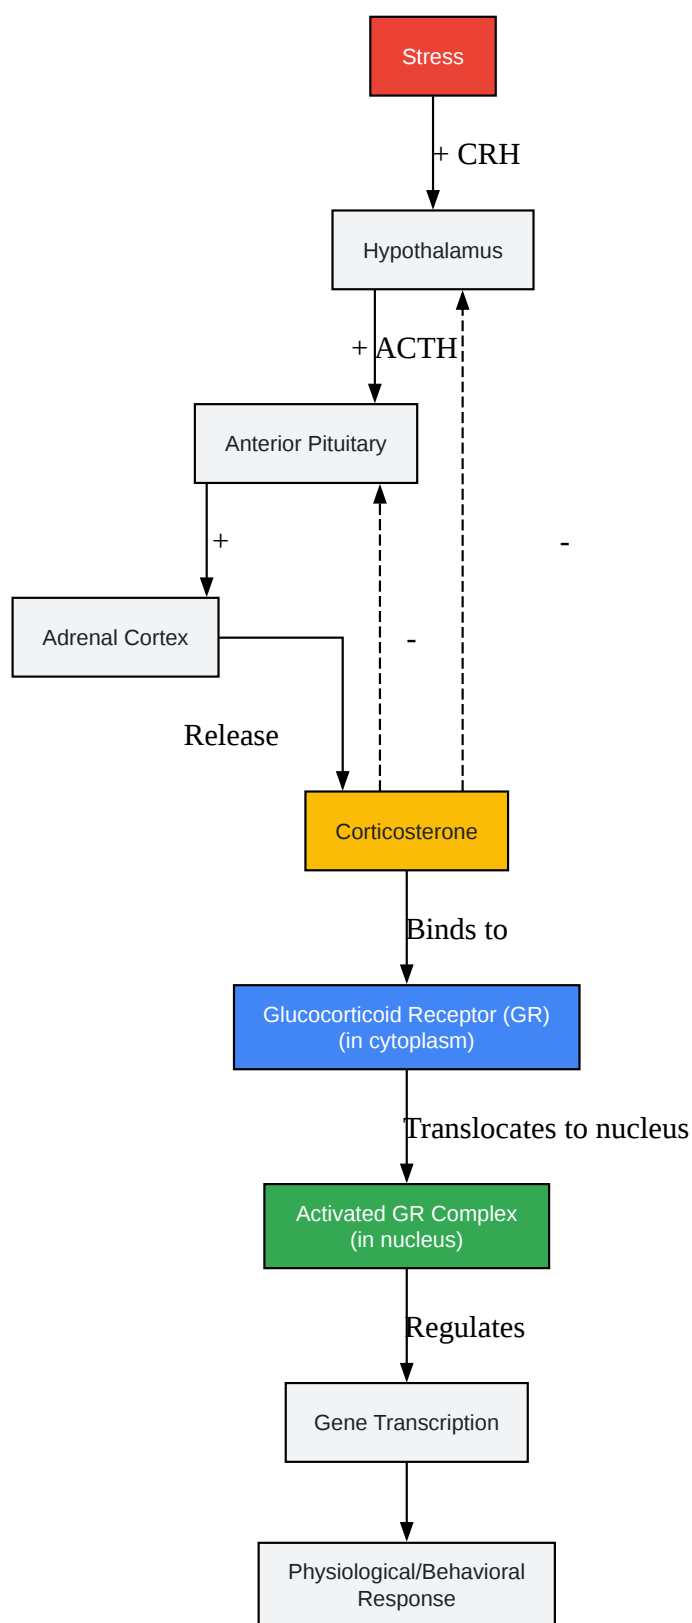 Stress
+ CRH
Hypothalamus
+ ACTH
Anterior Pituitary
+
-
Adrenal Cortex
-
Release
Corticosterone
Binds to
Glucocorticoid Receptor (GR)
(in cytoplasm)
Translocates to nucleus
Activated GR Complex
(in nucleus)
Regulates
Gene Transcription
Physiological/Behavioral
Response